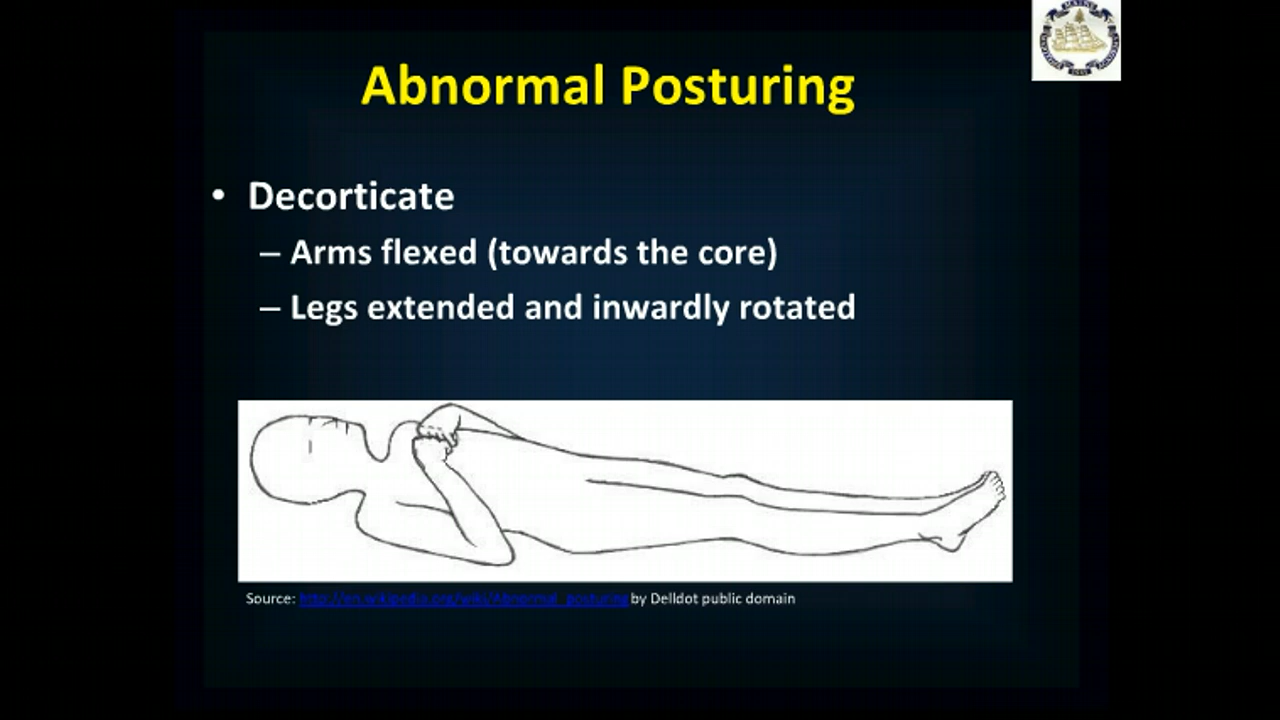 Abnormal Posturing
• Decorticate
– Arms flexed (towards the core)
– Legs extended and inwardly rotated
Source: http://en.wikipedia.org/wiki/Abnormal_posturing by Delldot public domain